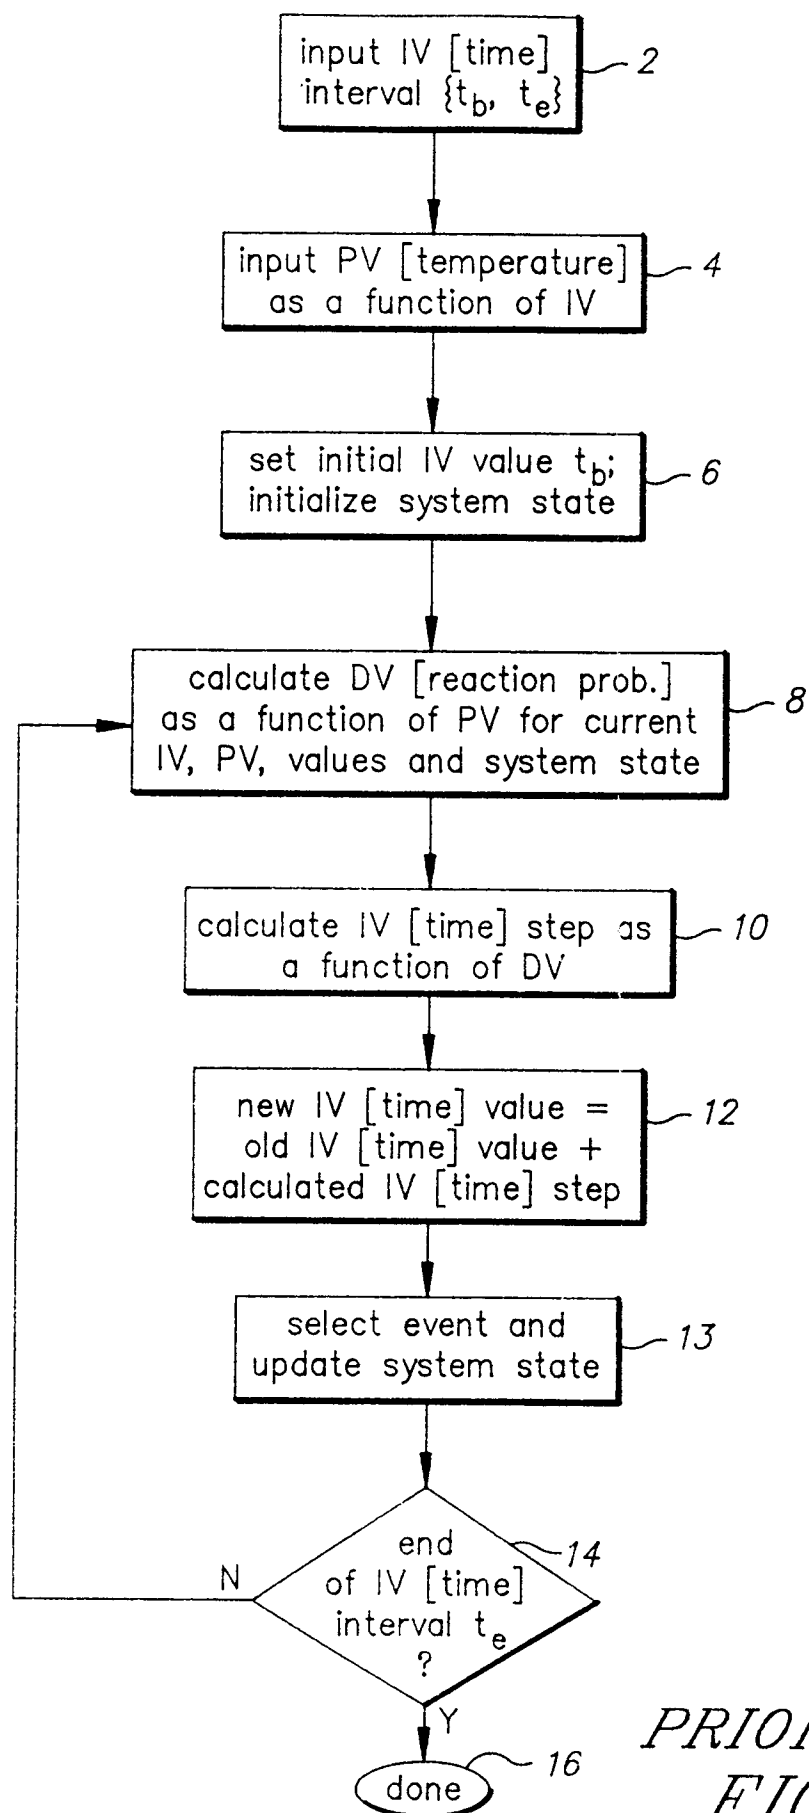 input IV [time]
interval {t_b, t_e}
2
input PV [temperature]
as a function of IV
4
set initial IV value t_b;
initialize system state
6
calculate DV [reaction prob.]
as a function of PV for current
IV, PV, values and system state
8
calculate IV [time] step as
a function of DV
10
new IV [time] value =
old IV [time] value +
calculated IV [time] step
12
select event and
update system state
13
end
of IV [time]
interval t_e
?
14
N
Y
done
16
PRIOR